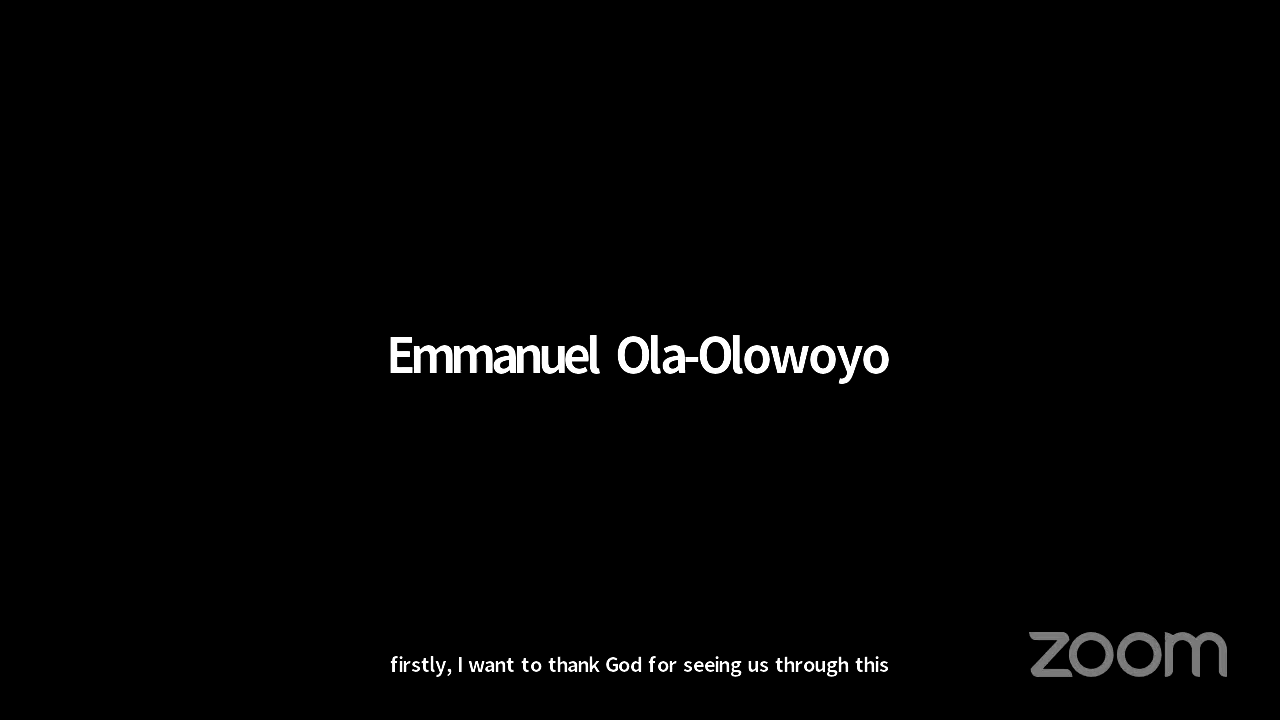 Emmanuel Ola-Olowoyo
firstly, I want to thank God for seeing us through this
zoom